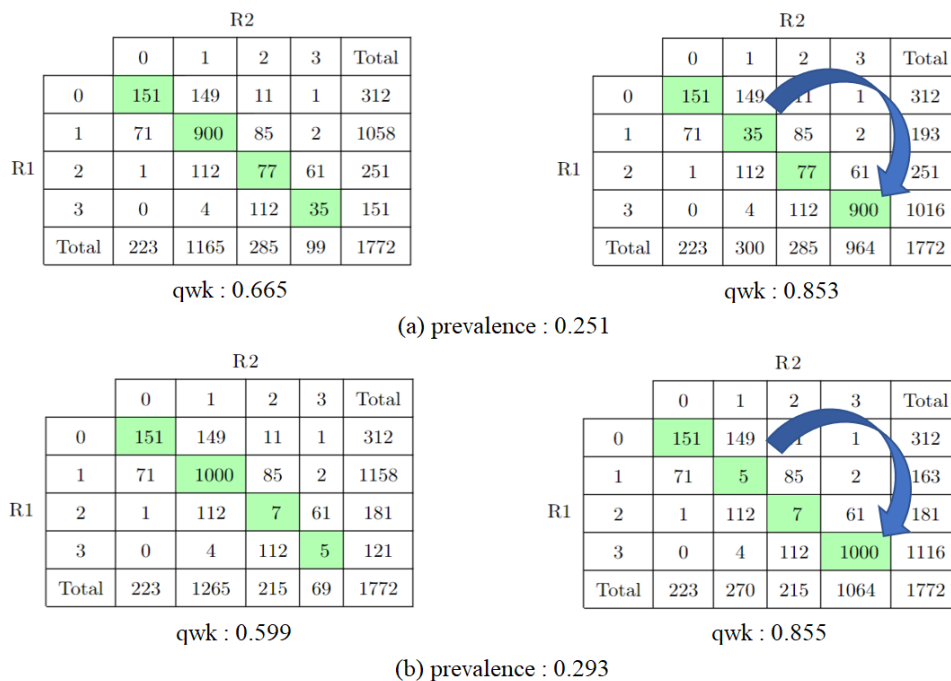 R2 R2
0 1 2 3 Total 0 1 2 3 Total
0 151 149 11 1 312 0 151 149 11 1 312
1 71 900 85 2 1058 1 71 35 85 2 193
R1 2 1 112 77 61 251 R1 2 1 112 77 61 251
3 0 4 112 35 151 3 0 4 112 900 1016
Total 223 1165 285 99 1772 Total 223 300 285 964 1772
qwk : 0.665 qwk : 0.853
(a) prevalence : 0.251
R2 R2
0 1 2 3 Total 0 1 2 3 Total
0 151 149 11 1 312 0 151 149 1 312
1 71 1000 85 2 1158 1 71 5 85 2 163
R1 2 1 112 7 61 181 R1 2 1 112 7 61 181
3 0 4 112 5 121 3 0 4 112 1000 1116
Total 223 1265 215 69 1772 Total 223 270 215 1064 1772
qwk : 0.599 qwk : 0.855
(b) prevalence : 0.293